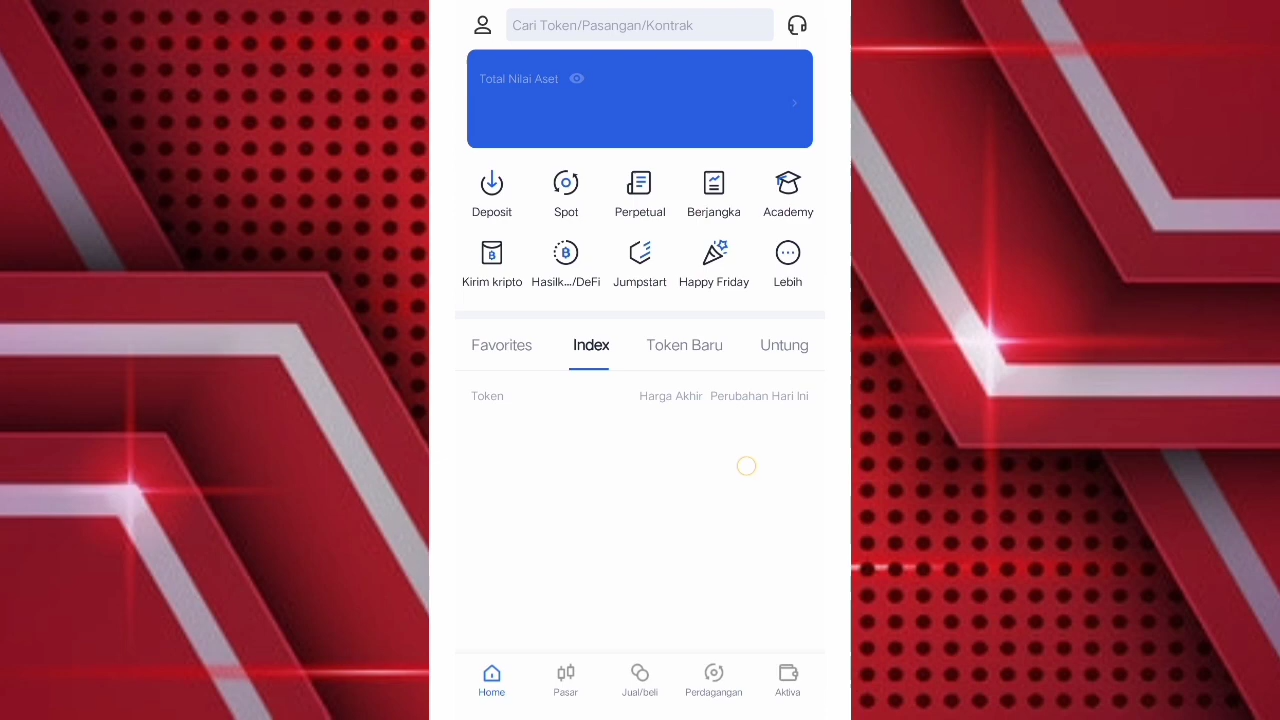 Cari Token/Pasangan/Kontrak
Total Nilai Aset
Deposit Spot Perpetual Berjangka Academy
Kirim kripto Hasilk.../DeFi Jumpstart Happy Friday Lebih
Favorites Index Token Baru Untung
Token Harga Akhir Perubahan Hari Ini
Home Pasar Jual/beli Perdagangan Aktiva